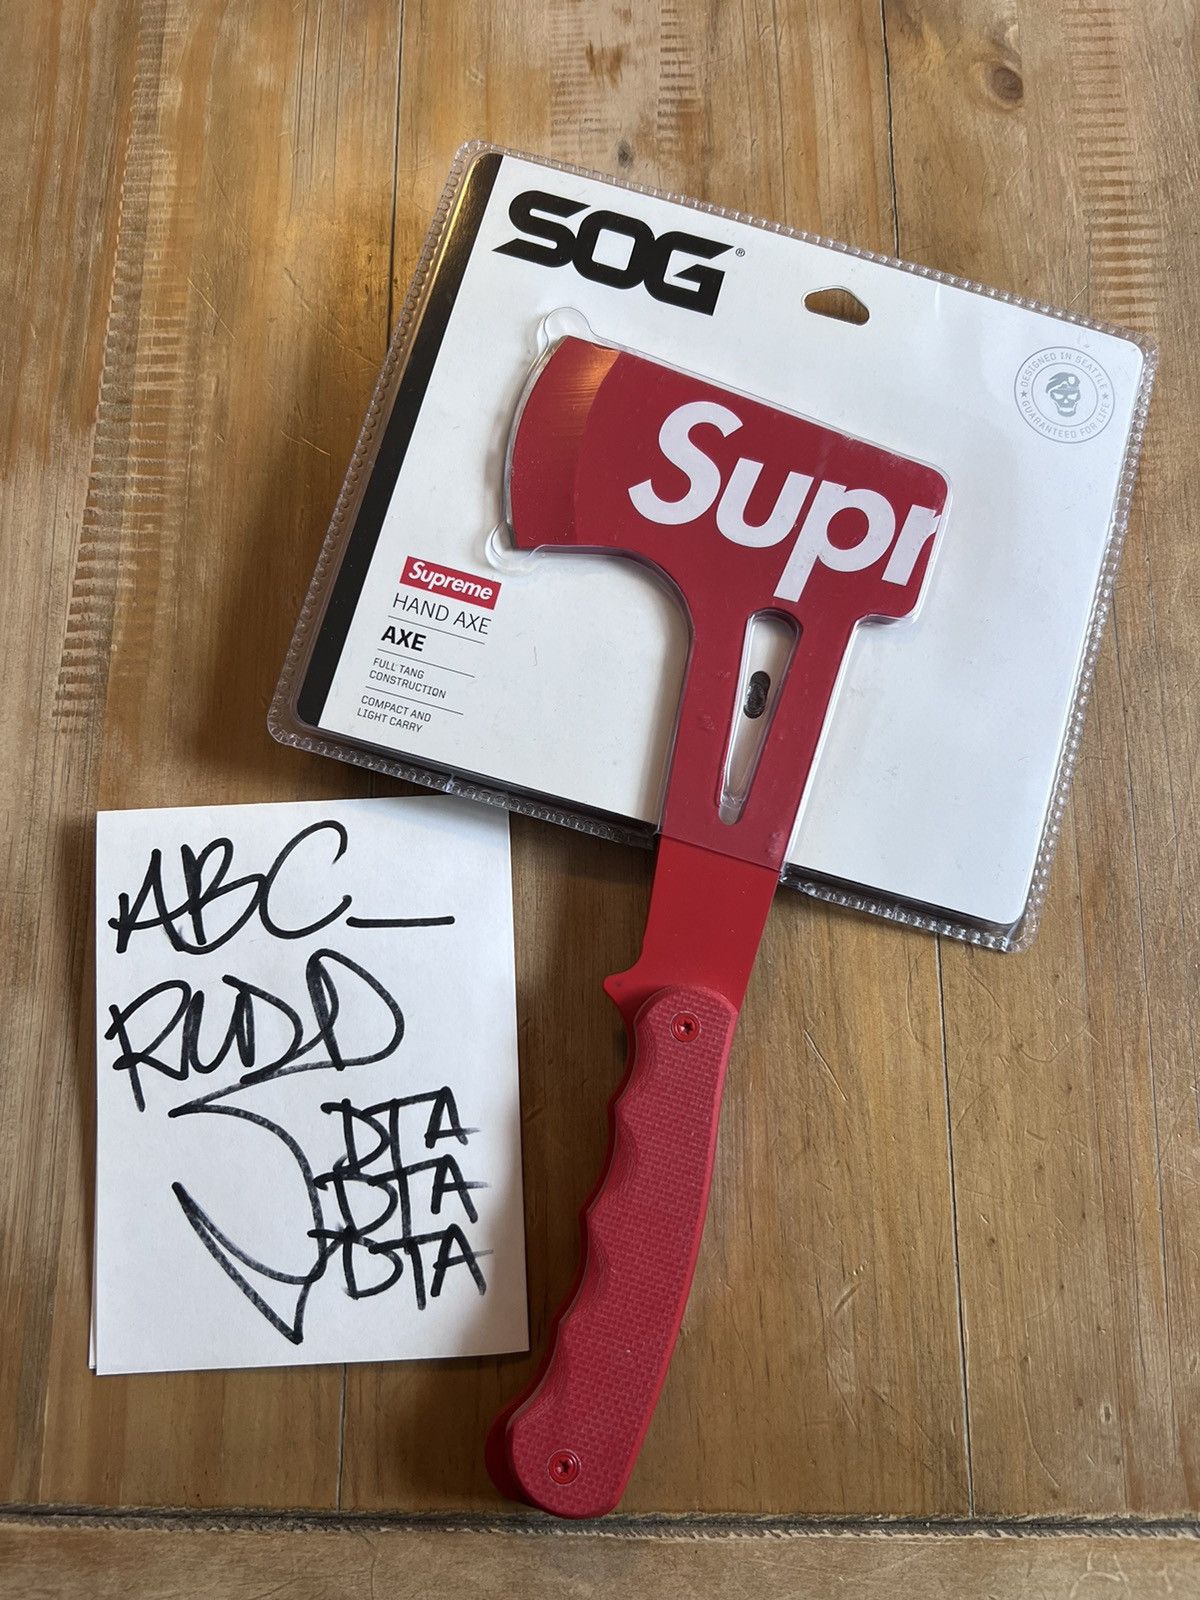 SOG®
DESIGNED IN SEATTLE
GUARANTEED FOR LIFE
Supr
Supreme
HAND AXE
AXE
FULL TANG
CONSTRUCTION
COMPACT AND
LIGHT CARRY
ABC_
RUDD
DTA
DTA
DTA